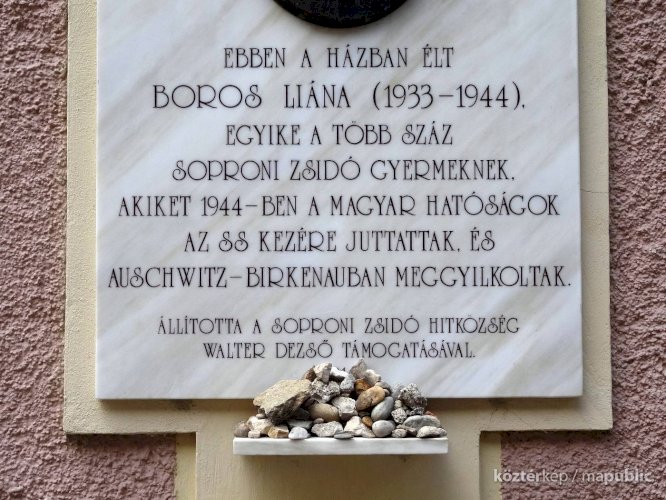 EBBEN A HÁZBAN ÉLT
BOROS LIÁNA (1933-1944),
EGYIKE A TÖBB SZÁZ
SOPRONI ZSIDÓ GYERMEKNEK,
AKIKET 1944-BEN A MAGYAR HATÓSÁGOK
AZ SS KEZÉRE JUTTATTAK, ÉS
AUSCHWITZ-BIRKENAUBAN MEGGYILKOLTAK.
ÁLLÍTOTTA A SOPRONI ZSIDÓ HITKÖZSÉG
WALTER DEZSŐ TÁMOGATÁSÁVAL.
köztérkép / mapublic